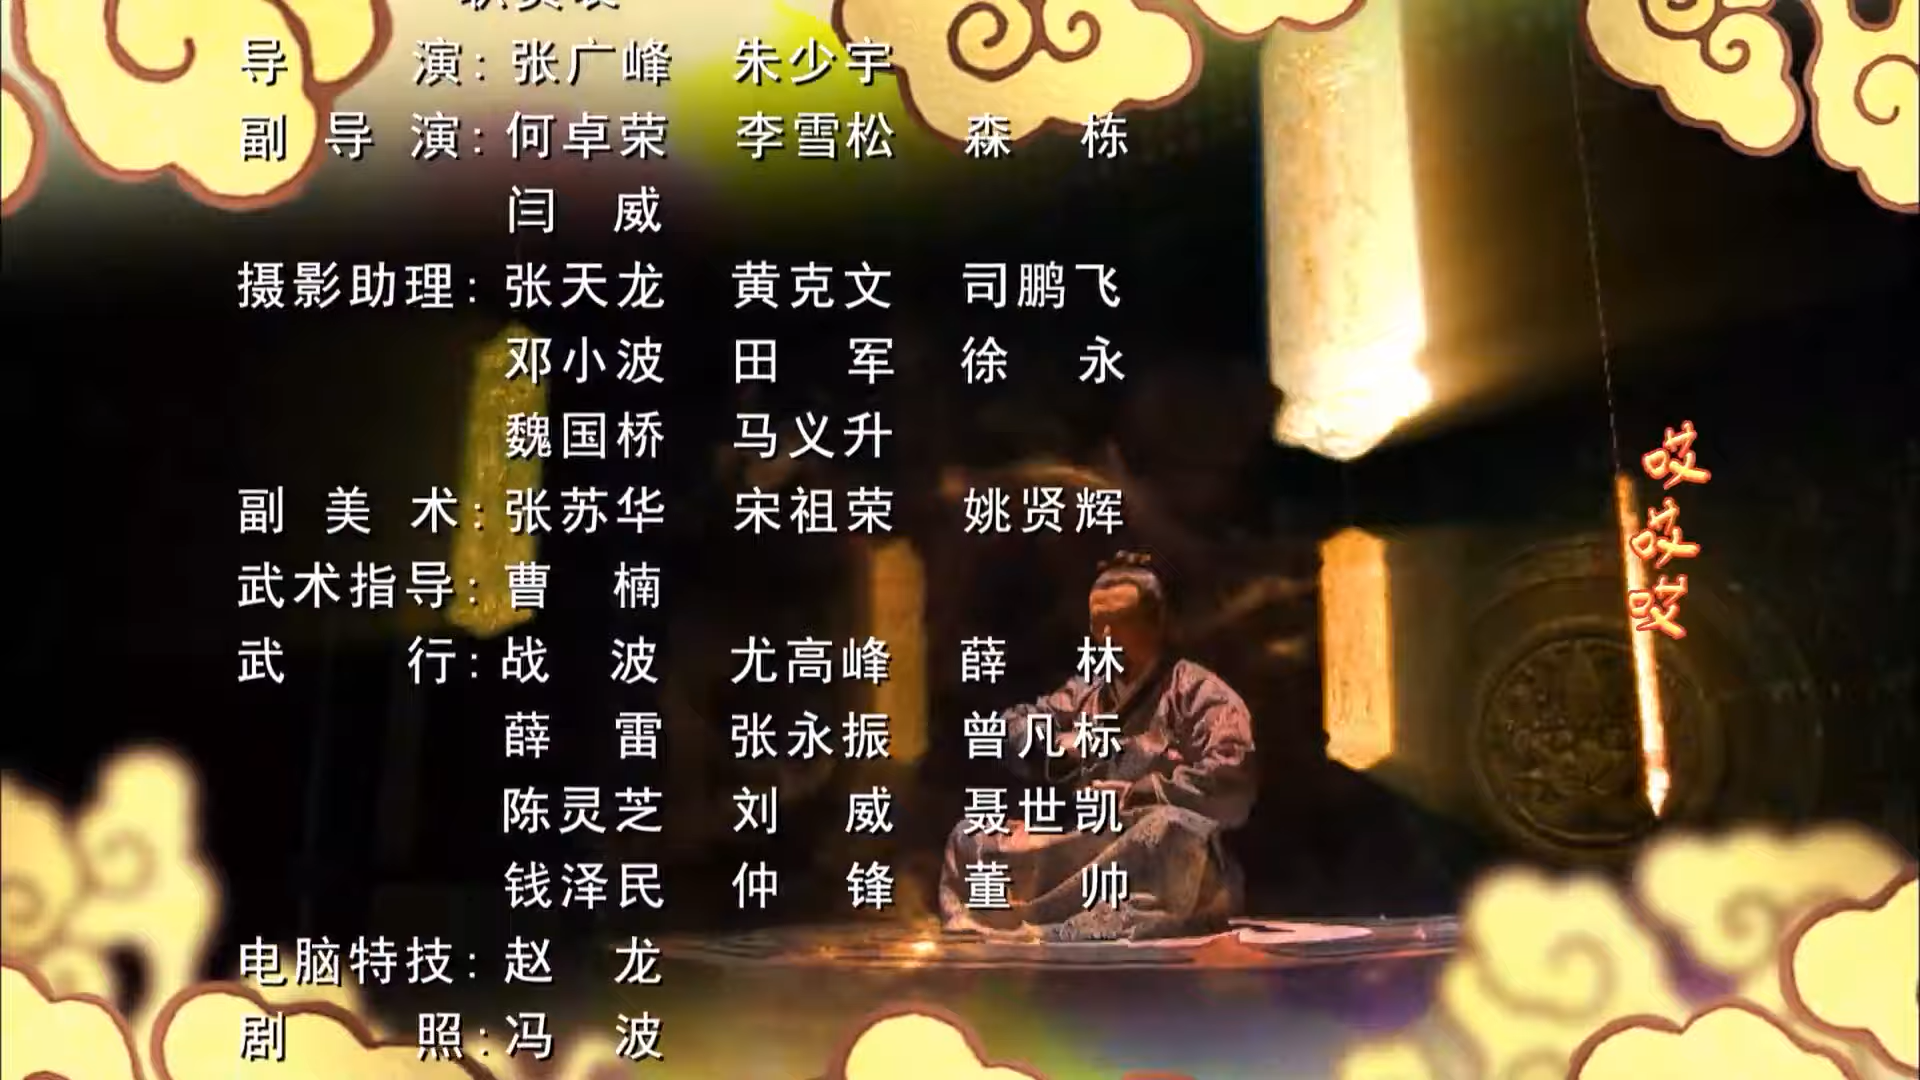 职员表
导 演：张广峰 朱少宇
副 导 演：何卓荣 李雪松 森 栋
闫 威
摄影助理：张天龙 黄克文 司鹏飞
邓小波 田 军 徐 永
魏国桥 马义升
副 美 术：张苏华 宋祖荣 姚贤辉
武术指导：曹 楠
武 行：战 波 尤高峰 薛 林
薛 雷 张永振 曾凡标
陈灵芝 刘 威 聂世凯
钱泽民 仲 锋 董 帅
电脑特技：赵 龙
剧 照：冯 波
哎哎哎